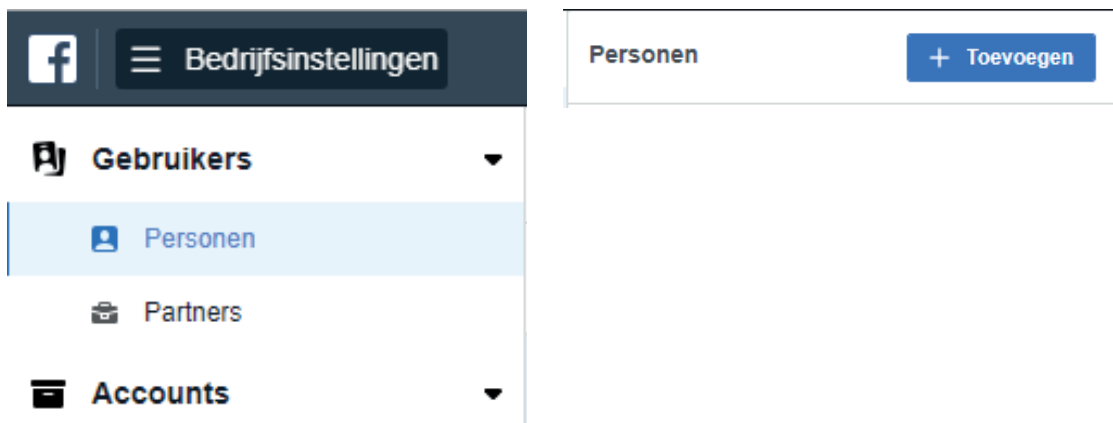 Bedrijfsinstellingen
Gebruikers
Personen
Partners
Accounts
Personen
+ Toevoegen